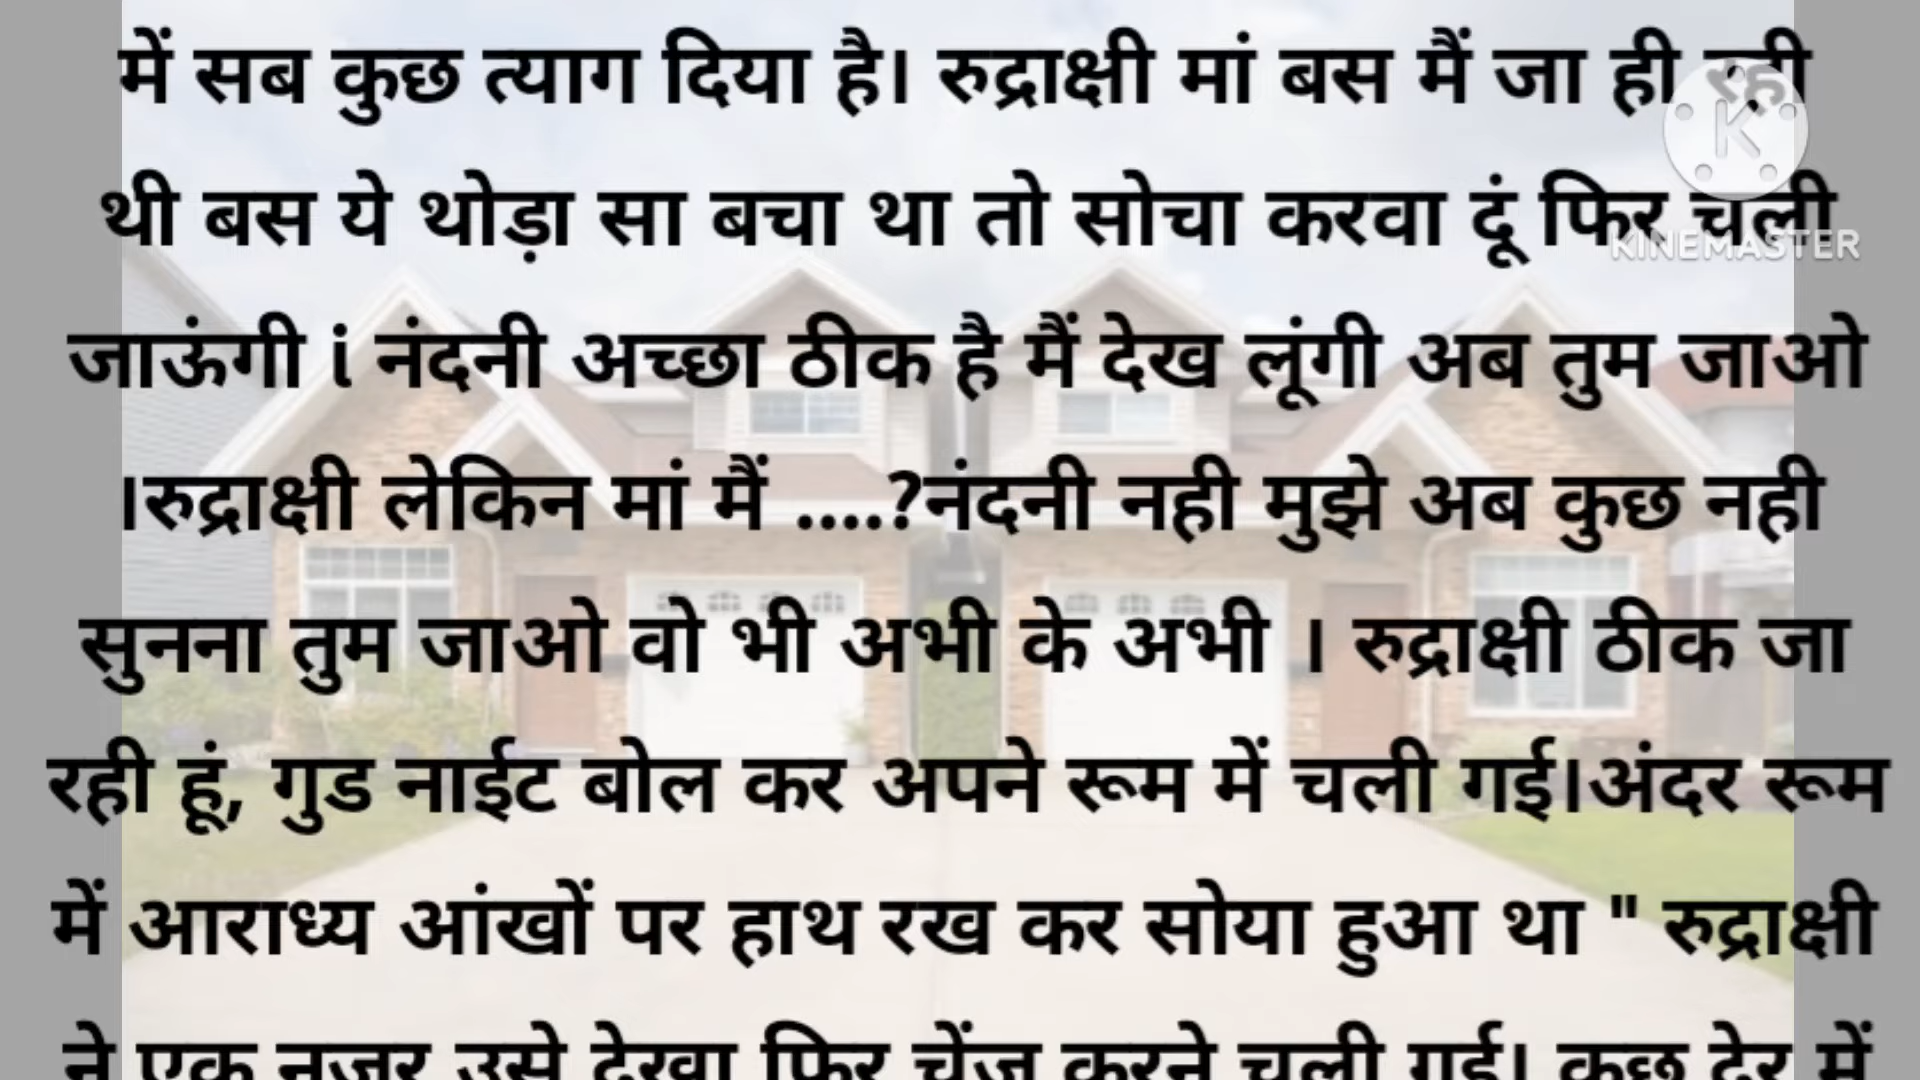 में सब कुछ त्याग दिया है। रुद्राक्षी मां बस मैं जा ही रही
थी बस ये थोड़ा सा बचा था तो सोचा करवा दूं फिर चली
KINEMASTER
जाऊंगी i नंदनी अच्छा ठीक है मैं देख लूंगी अब तुम जाओ
।रुद्राक्षी लेकिन मां मैं ....?नंदनी नही मुझे अब कुछ नही
सुनना तुम जाओ वो भी अभी के अभी । रुद्राक्षी ठीक जा
रही हूं, गुड नाईट बोल कर अपने रूम में चली गई।अंदर रूम
में आराध्य आंखों पर हाथ रख कर सोया हुआ था " रुद्राक्षी
ने एक नजर उसे देखा फिर चेंज करने चली गई। कुछ देर में